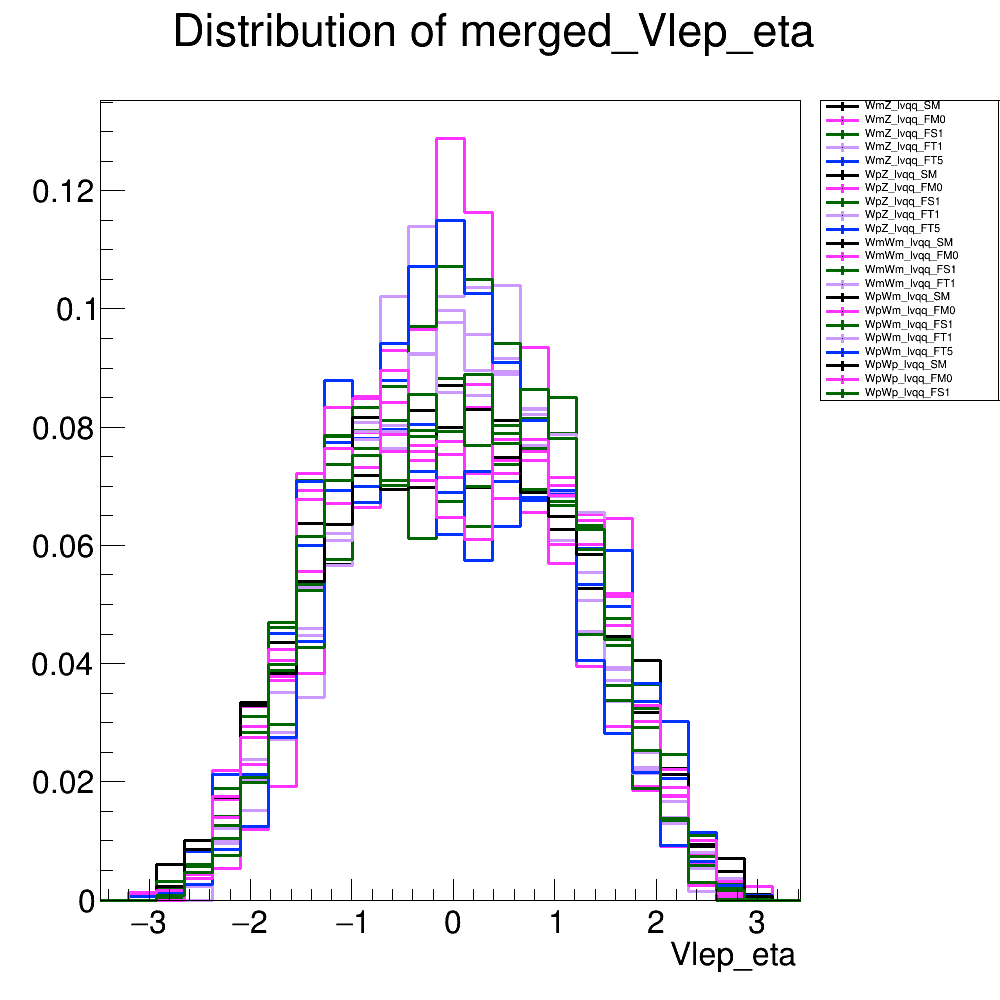 Distribution of merged_Vlep_eta
WmZ_lvqq_SM
WmZ_lvqq_FM0
WmZ_lvqq_FS1
WmZ_lvqq_FT1
WmZ_lvqq_FT5
WpZ_lvqq_SM
WpZ_lvqq_FM0
WpZ_lvqq_FS1
WpZ_lvqq_FT1
WpZ_lvqq_FT5
WmWm_lvqq_SM
WmWm_lvqq_FM0
WmWm_lvqq_FS1
WmWm_lvqq_FT1
WpWm_lvqq_SM
WpWm_lvqq_FM0
WpWm_lvqq_FS1
WpWm_lvqq_FT1
WpWm_lvqq_FT5
WpWp_lvqq_SM
WpWp_lvqq_FM0
WpWp_lvqq_FS1
0.12
0.1
0.08
0.06
0.04
0.02
0
−3 −2 −1 0 1 2 3
Vlep_eta